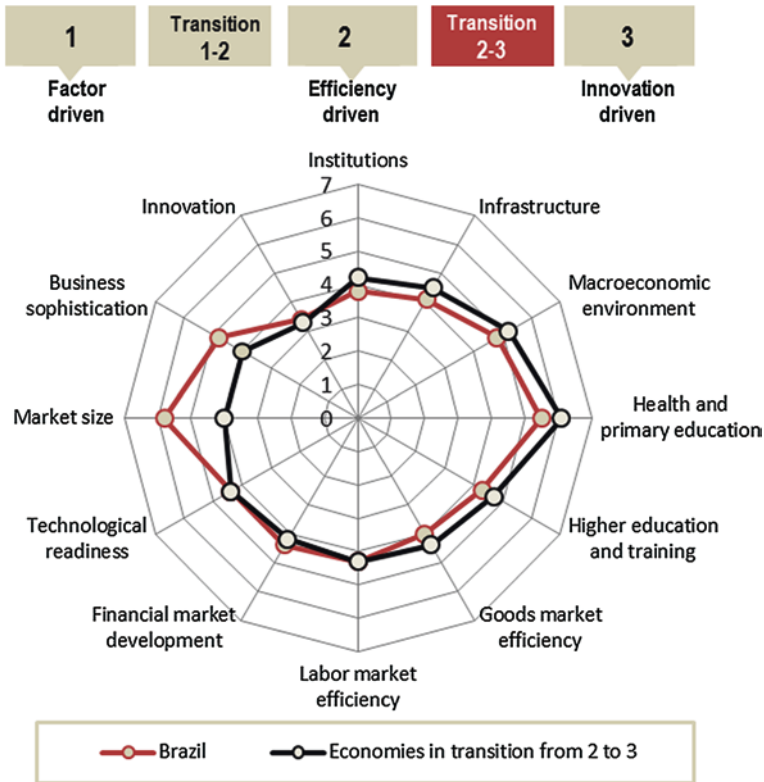 1
Transition
1-2
2
Transition
2-3
3
Factor
driven
Efficiency
driven
Innovation
driven
Institutions
7
6
5
4
3
2
1
0
Infrastructure
Macroeconomic
environment
Health and
primary education
Higher education
and training
Goods market
efficiency
Labor market
efficiency
Financial market
development
Technological
readiness
Market size
Business
sophistication
Innovation
Brazil
Economies in transition from 2 to 3